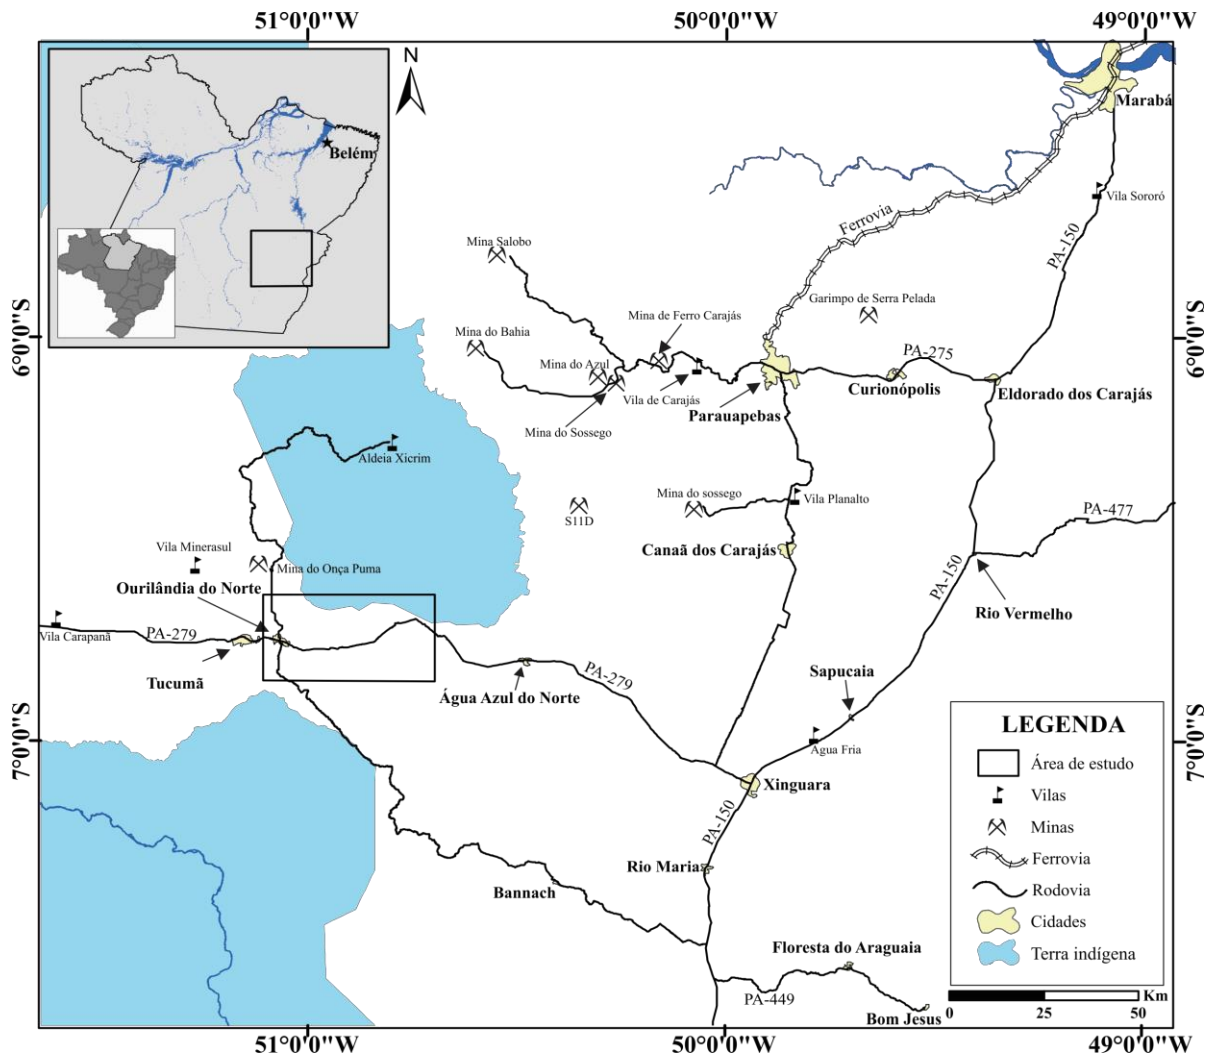 51°0'0"W
50°0'0"W
49°0'0"W
N
Marabá
Belém
Vila Sororó
Ferrovia
PA-150
Mina Salobo
Garimpo de Serra Pelada
6°0'0"S
Mina de Ferro Carajás
Mina do Bahia
6°0'0"S
PA-275
Mina do Azul
Curionópolis
Eldorado dos Carajás
Vila de Carajás
Parauapebas
Mina do Sossego
Aldeia Xicrim
Mina do sossego
Vila Planalto
S11D
PA-477
Vila Minerasul
Canaã dos Carajás
Mina do Onça Puma
PA-150
Ourilândia do Norte
Rio Vermelho
Vila Carapanã
PA-279
Sapucaia
Tucumã
PA-279
Água Azul do Norte
LEGENDA
7°0'0"S
Agua Fria
7°0'0"S
Área de estudo
Xinguara
Vilas
PA-150
Minas
Rio Maria
Ferrovia
Bannach
Rodovia
Cidades
Floresta do Araguaia
Terra indígena
PA-449
Km
Bom Jesus
0
25
50
51°0'0"W
50°0'0"W
49°0'0"W